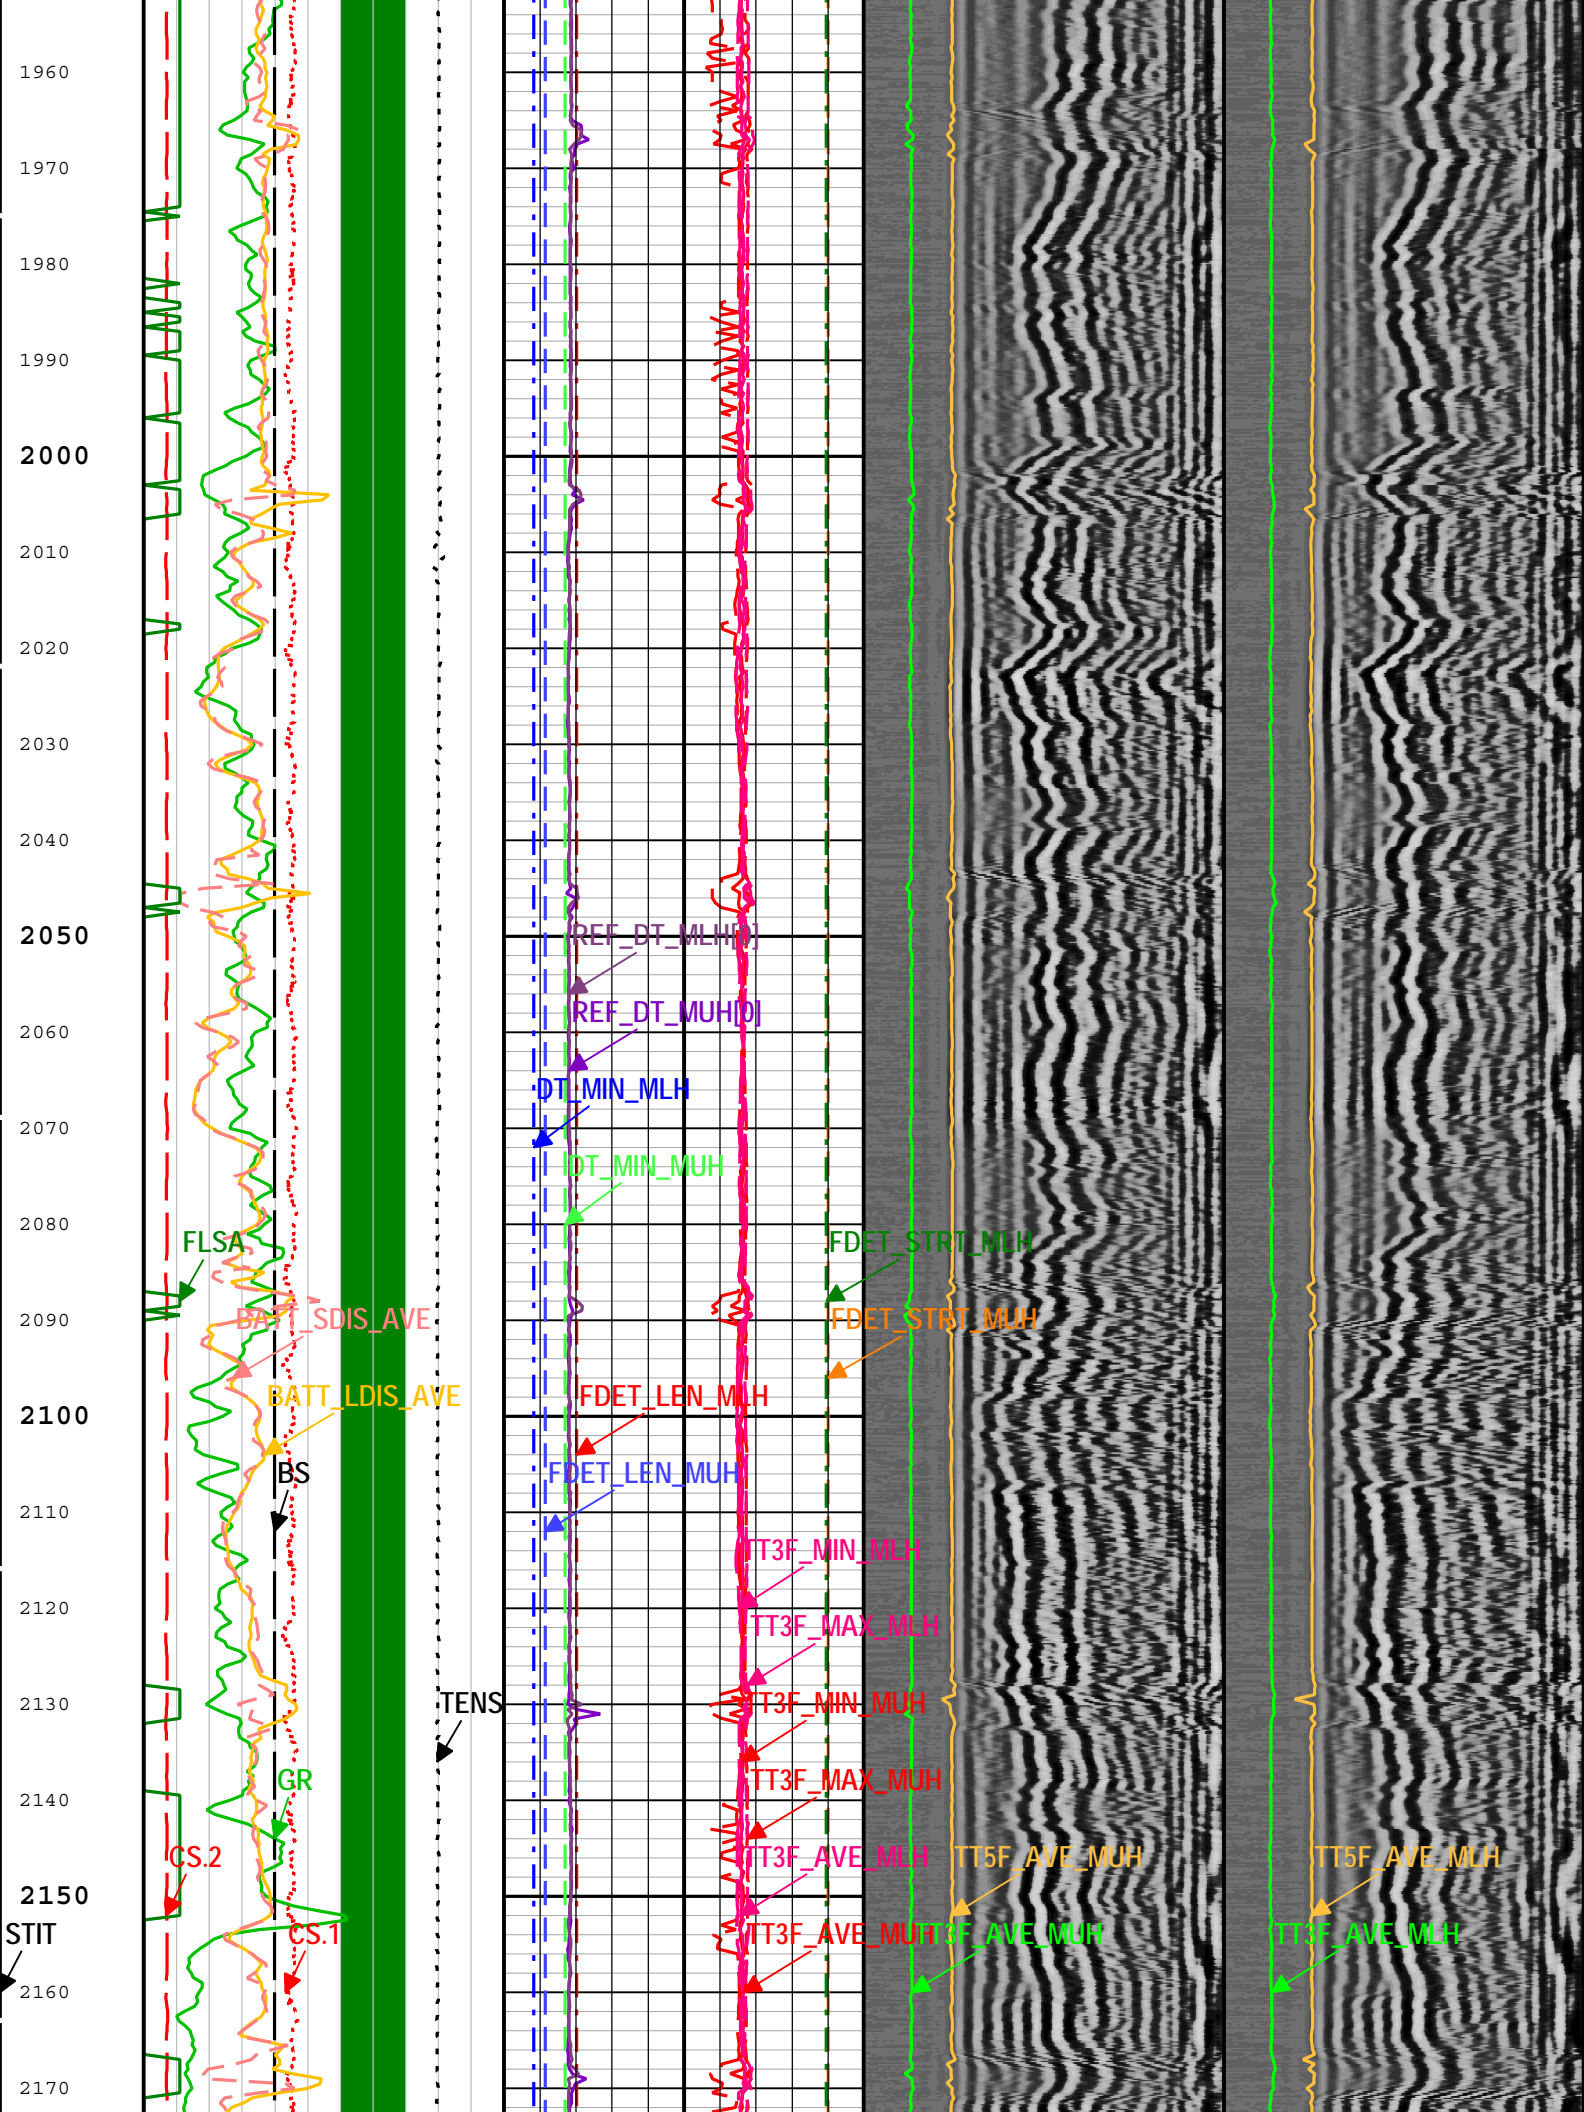 1960
1970
1980
1990
2000
2010
2020
2030
2040
2050
REF_DT_MLH[0]
REF_DT_MUH[0]
2060
DT_MIN_MLH
2070
DT_MIN_MUH
2080
FLSA
FDET_STRT_MLH
2090
BATT_SDIS_AVE
FDET_STRT_MUH
BATT_LDIS_AVE
FDET_LEN_MLH
2100
BS
FDET_LEN_MUH
2110
TT3F_MIN_MLH
2120
TT3F_MAX_MLH
2130
TENS
TT3F_MIN_MUH
GR
TT3F_MAX_MUH
2140
CS.2
TT3F_AVE_MLH
TT5F_AVE_MUH
TT5F_AVE_MLH
2150
STIT
CS.1
TT3F_AVE_MUH
TT3F_AVE_MUH
TT3F_AVE_MLH
2160
2170